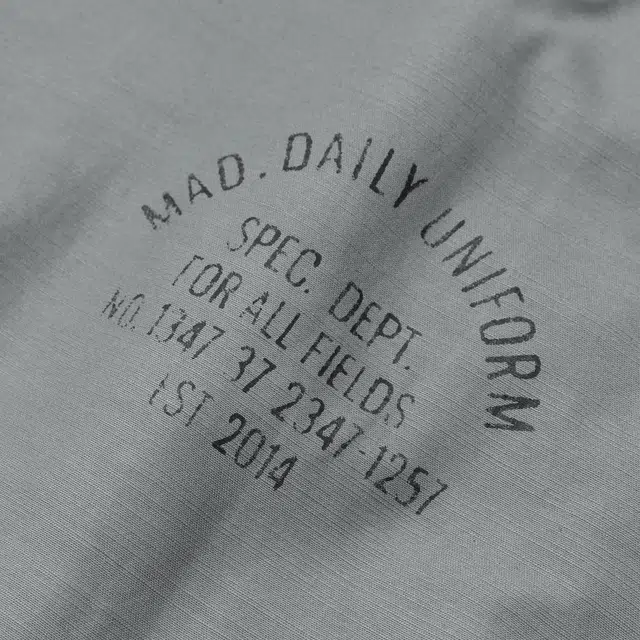 MAD. DAILY UNIFORM
SPEC. DEPT.
FOR ALL FIELDS
NO. 1347 37 2347-1257
EST 2014